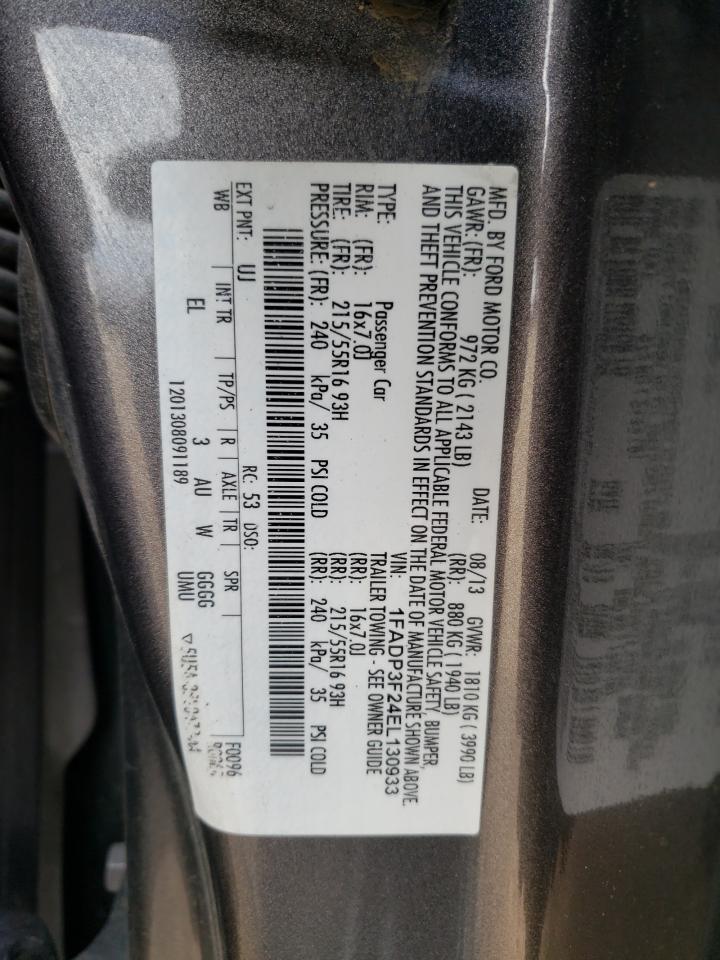 MFD. BY FORD MOTOR CO.
DATE: 08/13 GVWR: 1810 KG ( 3990 LB)
GAWR: (FR): 972 KG ( 2143 LB) (RR): 880 KG ( 1940 LB)
THIS VEHICLE CONFORMS TO ALL APPLICABLE FEDERAL MOTOR VEHICLE SAFETY, BUMPER,
AND THEFT PREVENTION STANDARDS IN EFFECT ON THE DATE OF MANUFACTURE SHOWN ABOVE.
VIN: 1FADP3F24EL130933
TYPE: Passenger Car TRAILER TOWING - SEE OWNER GUIDE
RIM: (FR): 16x7.0J (RR): 16x7.0J
TIRE: (FR): 215/55R16 93H (RR): 215/55R16 93H
PRESSURE: (FR): 240 kPa/ 35 PSI COLD (RR): 240 kPa/ 35 PSI COLD
RC: 53 DSO: F0096
EXT PNT: UJ
WB INT TR TP/PS R AXLE TR SPR
EL 3 AU W GGGG
UMU
1201308091189